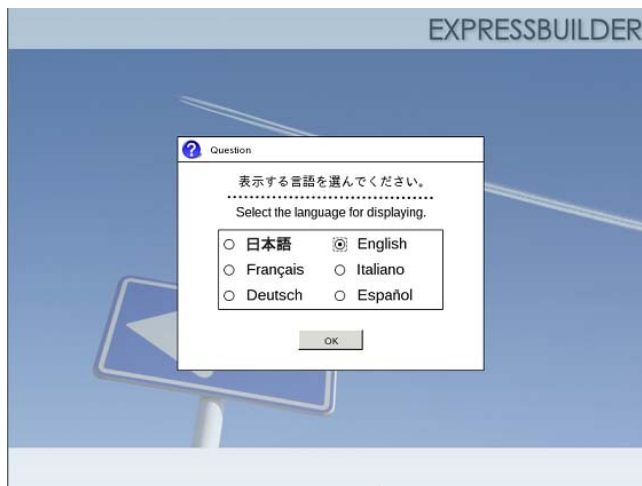 EXPRESSBUILDER
Question
表示する言語を選んでください。
Select the language for displaying.
日本語 English
Français Italiano
Deutsch Español
OK